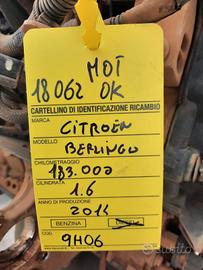 18062 MOT OK
CARTELLINO DI IDENTIFICAZIONE RICAMBIO
MARCA
CITROËN
MODELLO
BERLINGO
CHILOMETRAGGIO
183.000
CILINDRATA
1.6
ANNO DI PRODUZIONE
2011
BENZINA
COD.
9H06